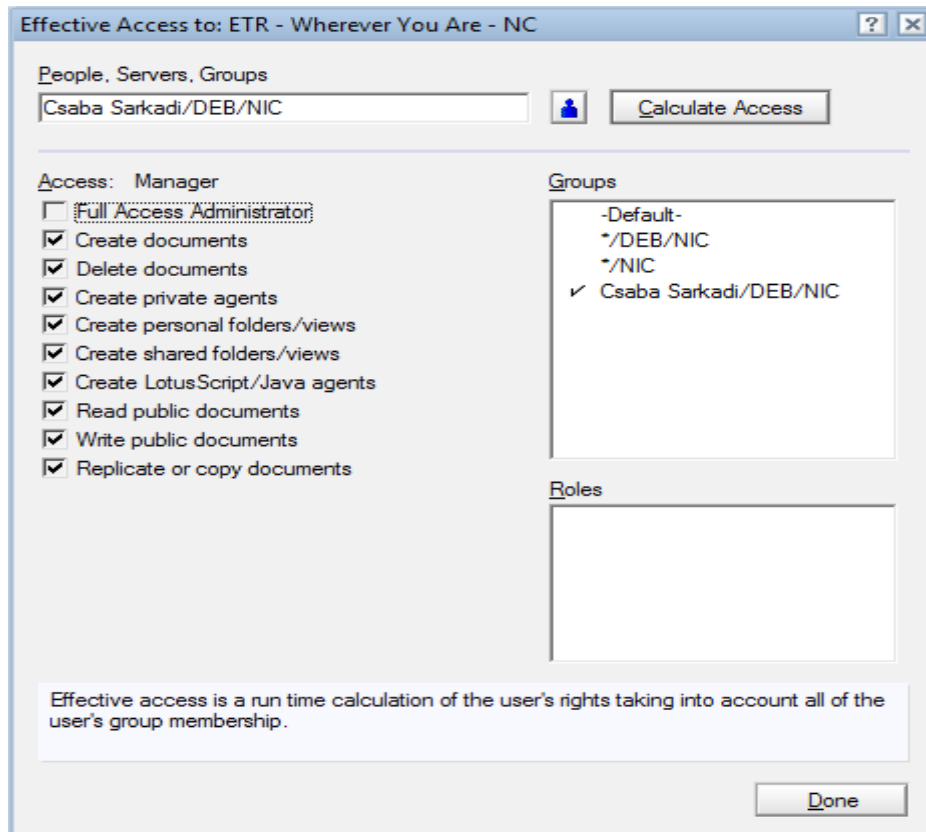 Effective Access to: ETR - Wherever You Are - NC
People, Servers, Groups
Csaba Sarkadi/DEB/NIC
Calculate Access
Access: Manager
Full Access Administrator
Create documents
Delete documents
Create private agents
Create personal folders/views
Create shared folders/views
Create LotusScript/Java agents
Read public documents
Write public documents
Replicate or copy documents
Groups
-Default-
*/DEB/NIC
*/NIC
Csaba Sarkadi/DEB/NIC
Roles
Effective access is a run time calculation of the user's rights taking into account all of the
user's group membership.
Done